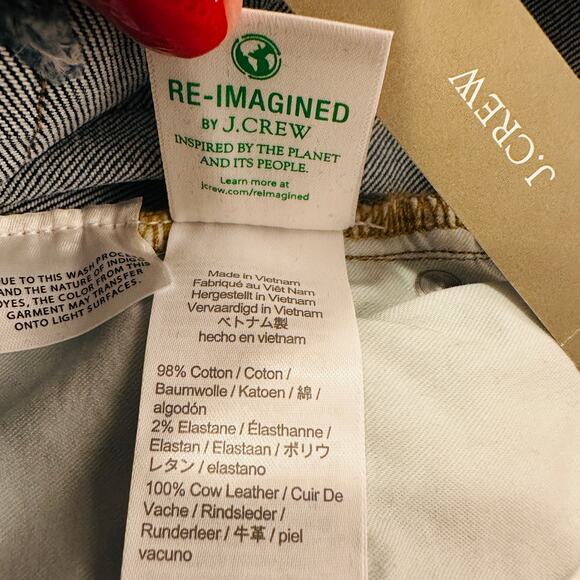 RE-IMAGINED
BY J.CREW
INSPIRED BY THE PLANET
AND ITS PEOPLE.
Learn more at
jcrew.com/reimagined
J.CREW
DUE TO THIS WASH PROCE
AND THE NATURE OF INDIGO
DYES, THE COLOR FROM THIS
GARMENT MAY TRANSFER
ONTO LIGHT SURFACES.
Made in Vietnam
Fabriqué au Viêt Nam
Hergestellt in Vietnam
Vervaardigd in Vietnam
ベトナム製
hecho en vietnam
98% Cotton / Coton /
Baumwolle / Katoen / 綿 /
algodón
2% Elastane / Élasthanne /
Elastan / Elastaan / ポリウ
レタン / elastano
100% Cow Leather / Cuir De
Vache / Rindsleder /
Runderleer / 牛革 / piel
vacuno